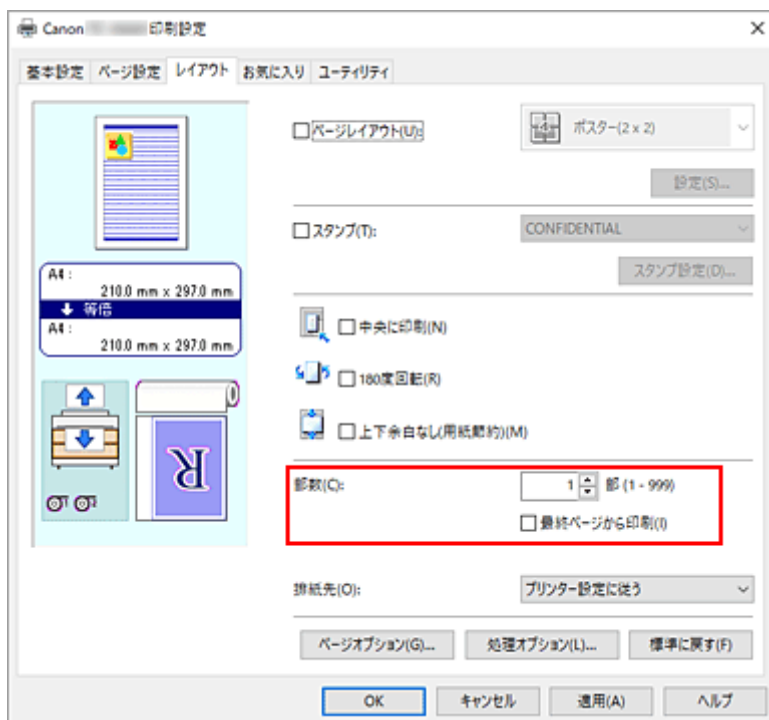 Canon 印刷設定
基本設定 ページ設定 レイアウト お気に入り ユーティリティ
ページレイアウト(U):
ポスター(2 x 2)
設定(S)...
スタンプ(T):
CONFIDENTIAL
スタンプ設定(D)...
A4 :
210.0 mm x 297.0 mm
等倍
A4 :
210.0 mm x 297.0 mm
中央に印刷(N)
180度回転(R)
上下余白なし(用紙節約)(M)
部数(C):
1 部 (1 - 999)
最終ページから印刷(I)
排紙先(O):
プリンター設定に従う
ページオプション(G)...
処理オプション(L)...
標準に戻す(F)
OK
キャンセル
適用(A)
ヘルプ